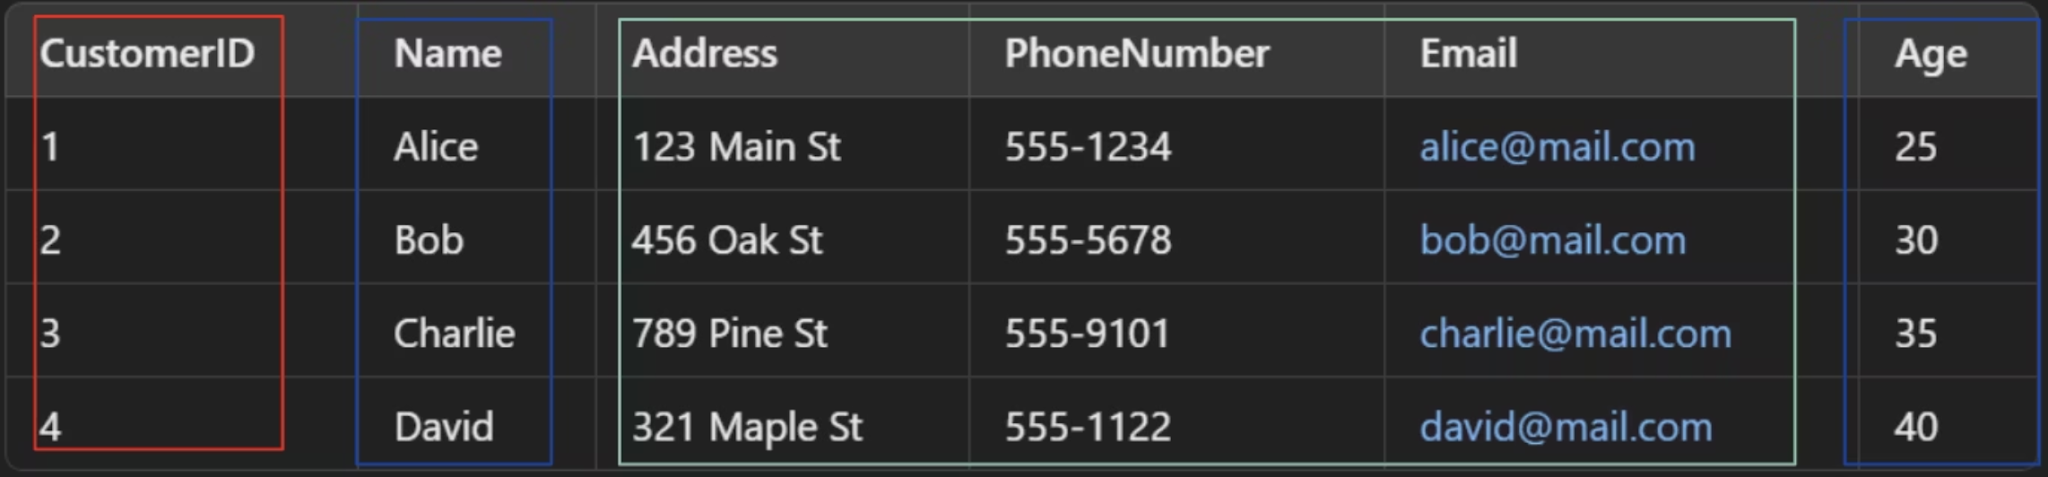 CustomerID Name Address PhoneNumber Email Age
1 Alice 123 Main St 555-1234 alice@mail.com 25
2 Bob 456 Oak St 555-5678 bob@mail.com 30
3 Charlie 789 Pine St 555-9101 charlie@mail.com 35
4 David 321 Maple St 555-1122 david@mail.com 40